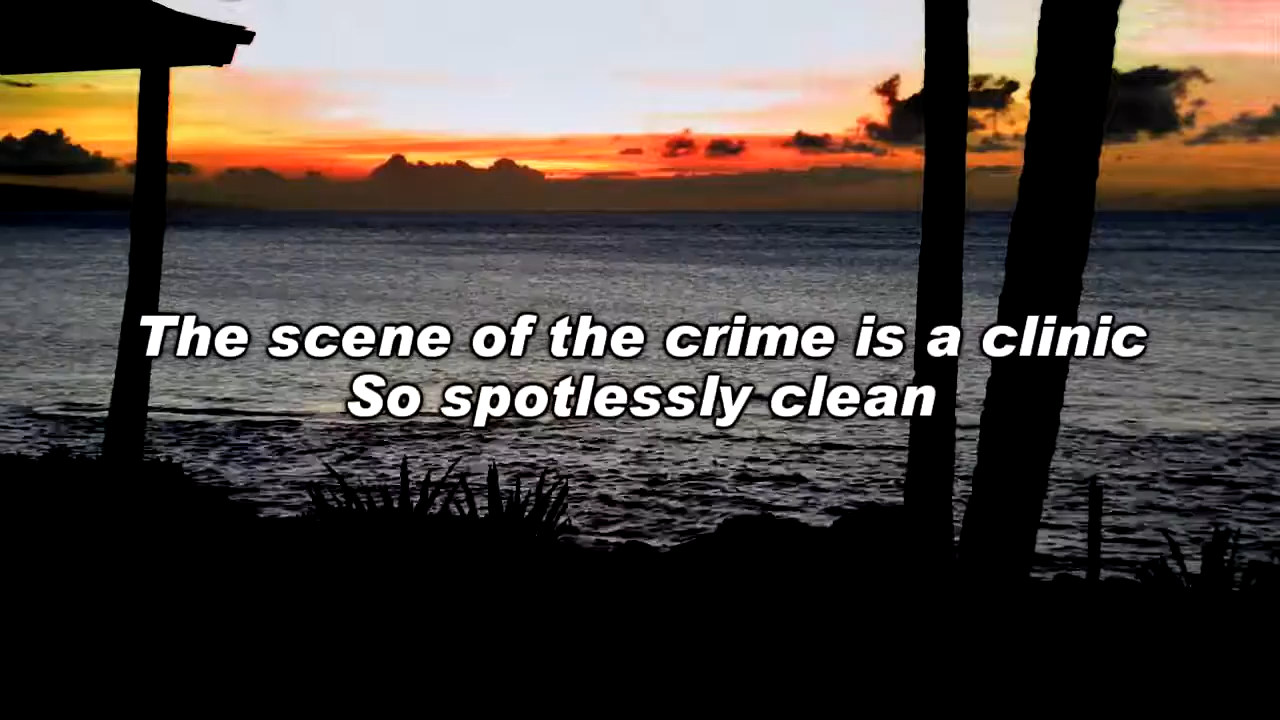 The scene of the crime is a clinic
So spotlessly clean